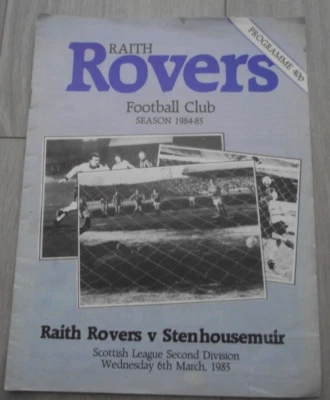 RAITH
Rovers
PROGRAMME 40p
Football Club
SEASON 1984-85
Raith Rovers v Stenhousemuir
Scottish League Second Division
Wednesday 6th March, 1985